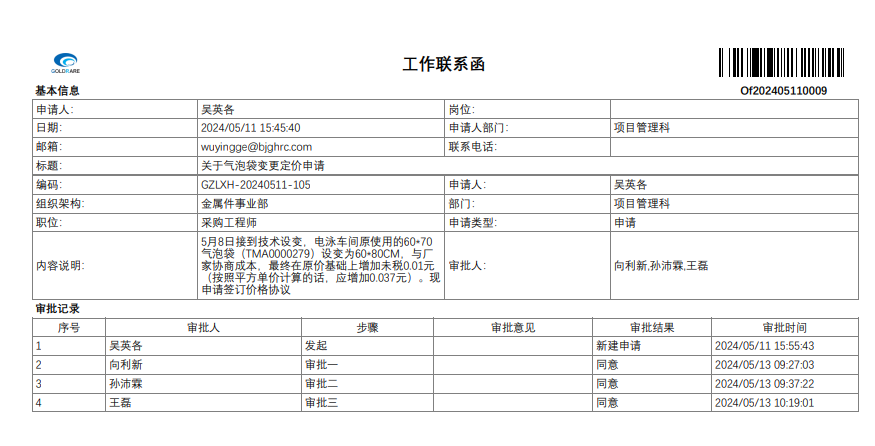 工作联系函
GOLDRARE
基本信息
Of202405110009
申请人: 吴英各 岗位:
日期: 2024/05/11 15:45:40 申请人部门: 项目管理科
邮箱: wuyingge@bjghrc.com 联系电话:
标题: 关于气泡袋变更定价申请
编码: GZLXH-20240511-105 申请人: 吴英各
组织架构: 金属件事业部 部门: 项目管理科
职位: 采购工程师 申请类型: 申请
内容说明:
5月8日接到技术设变，电泳车间原使用的60*70
气泡袋（TMA0000279）设变为60*80CM，与厂
家协商成本，最终在原价基础上增加未税0.01元
（按照平方单价计算的话，应增加0.037元）。现
申请签订价格协议
审批人: 向利新,孙沛霖,王磊
审批记录
序号 审批人 步骤 审批意见 审批结果 审批时间
1 吴英各 发起 新建申请 2024/05/11 15:55:43
2 向利新 审批一 同意 2024/05/13 09:27:03
3 孙沛霖 审批二 同意 2024/05/13 09:37:22
4 王磊 审批三 同意 2024/05/13 10:19:01